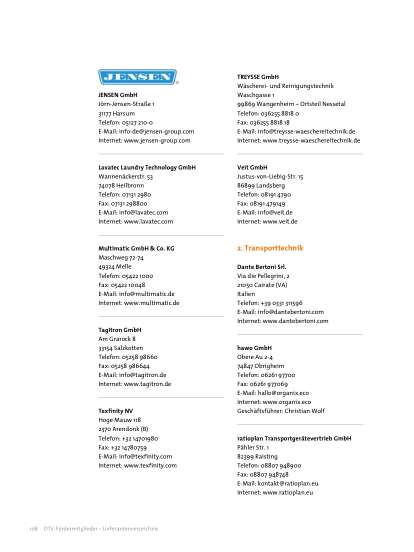 JENSEN
JENSEN GmbH
Jörn-Jensen-Straße 1
31177 Harsum
Telefon: 05127 210-0
E-Mail: info-de@jensen-group.com
Internet: www.jensen-group.com
Lavatec Laundry Technology GmbH
Wannenäckerstr. 53
74078 Heilbronn
Telefon: 07131 2980
Fax: 07131 298800
E-Mail: info@lavatec.com
Internet: www.lavatec.com
Multimatic GmbH & Co. KG
Maschweg 72-74
49324 Melle
Telefon: 05422 1000
Fax: 05422 10048
E-Mail: info@multimatic.de
Internet: www.multimatic.de
Tagitron GmbH
Am Grarock 8
33154 Salzkotten
Telefon: 05258 98660
Fax: 05258 986644
E-Mail: info@tagitron.de
Internet: www.tagitron.de
Texfinity NV
Hoge Mauw 118
2370 Arendonk (B)
Telefon: +32 14701980
Fax: +32 14780759
E-Mail: info@texfinity.com
Internet: www.texfinity.com
TREYSSE GmbH
Wäscherei- und Reinigungstechnik
Waschgasse 1
99869 Wangenheim – Ortsteil Nessetal
Telefon: 036255 8818 0
Fax: 036255 8818 18
E-Mail: info@treysse-waeschereitechnik.de
Internet: www.treysse-waeschereitechnik.de
Veit GmbH
Justus-von-Liebig-Str. 15
86899 Landsberg
Telefon: 08191 4790
Fax: 08191 479149
E-Mail: info@veit.de
Internet: www.veit.de
2. Transporttechnik
Dante Bertoni Srl.
Via die Pellegrini, 2
21050 Cairate (VA)
Italien
Telefon: +39 0331 311596
E-Mail: info@dantebertoni.com
Internet: www.dantebertoni.com
hawo GmbH
Obere Au 2-4
74847 Obrigheim
Telefon: 06261 97700
Fax: 06261 977069
E-Mail: hallo@organix.eco
Internet: www.organix.eco
Geschäftsführer: Christian Wolf
ratioplan Transportgerätevertrieb GmbH
Pähler Str. 1
82399 Raisting
Telefon: 08807 948900
Fax: 08807 948748
E-Mail: kontakt@ratioplan.eu
Internet: www.ratioplan.eu
DTV-Fördermitglieder – Lieferantenverzeichnis